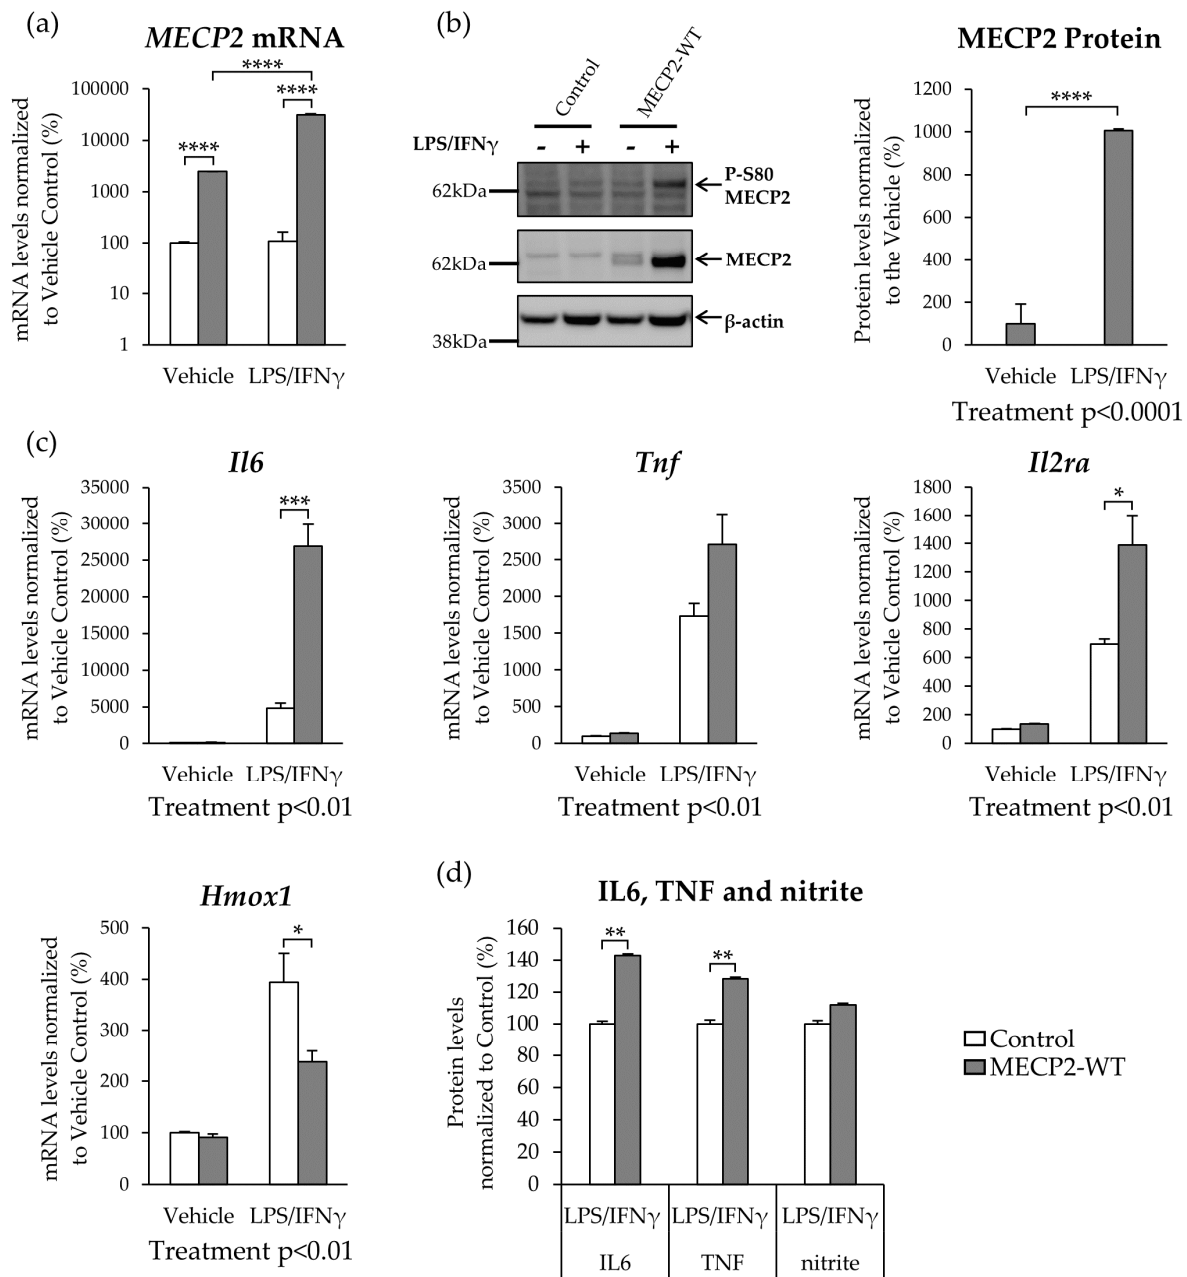 (a)
MECP2 mRNA
mRNA levels normalized
to Vehicle Control (%)
100000
10000
1000
100
10
1
****
****
****
Vehicle
LPS/IFNγ
(b)
Control
MECP2-WT
LPS/IFNγ
- + - +
62kDa
P-S80
MECP2
62kDa
MECP2
38kDa
β-actin
MECP2 Protein
Protein levels normalized
to the Vehicle (%)
1200
1000
800
600
400
200
0
****
Vehicle
LPS/IFNγ
Treatment p<0.0001
(c)
Il6
mRNA levels normalized
to Vehicle Control (%)
35000
30000
25000
20000
15000
10000
5000
0
***
Vehicle
LPS/IFNγ
Treatment p<0.01
Tnf
mRNA levels normalized
to Vehicle Control (%)
3500
3000
2500
2000
1500
1000
500
0
Vehicle
LPS/IFNγ
Treatment p<0.01
Il2ra
mRNA levels normalized
to Vehicle Control (%)
1800
1600
1400
1200
1000
800
600
400
200
0
*
Vehicle
LPS/IFNγ
Treatment p<0.01
Hmox1
mRNA levels normalized
to Vehicle Control (%)
500
400
300
200
100
0
*
Vehicle
LPS/IFNγ
Treatment p<0.01
(d)
IL6, TNF and nitrite
Protein levels
normalized to Control (%)
160
140
120
100
80
60
40
20
0
**
**
LPS/IFNγ
LPS/IFNγ
LPS/IFNγ
IL6
TNF
nitrite
Control
MECP2-WT